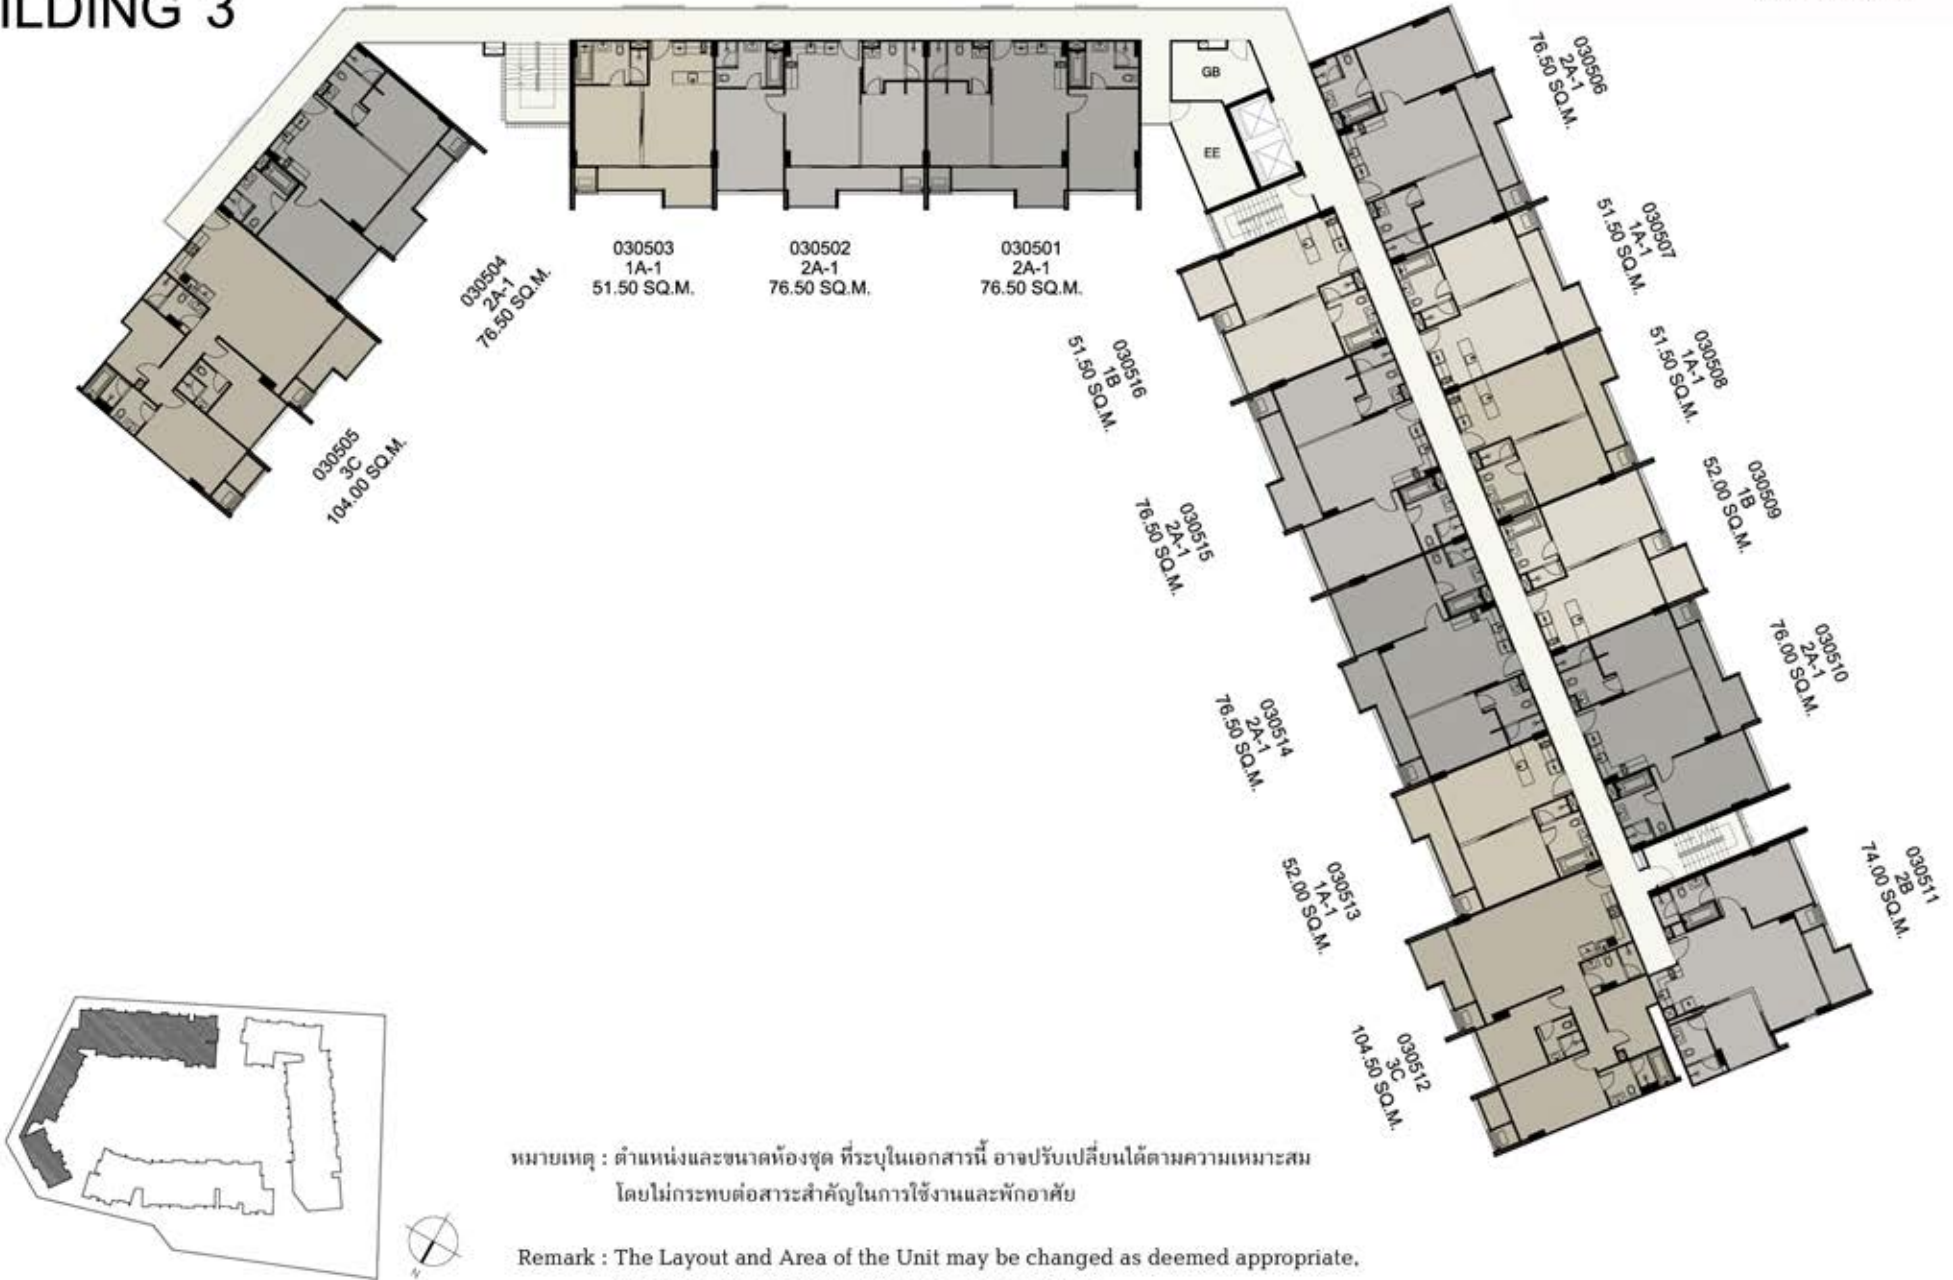 ILDING 3
GB
EE
030501
2A-1
76.50 SQ.M.
030502
2A-1
76.50 SQ.M.
030503
1A-1
51.50 SQ.M.
030504
2A-1
76.50 SQ.M.
030505
3C
104.00 SQ.M.
030506
2A-1
76.50 SQ.M.
030507
1A-1
51.50 SQ.M.
030508
1A-1
51.50 SQ.M.
030509
1B
52.00 SQ.M.
030510
2A-1
76.00 SQ.M.
030511
2B
74.00 SQ.M.
030512
3C
104.50 SQ.M.
030513
1A-1
52.00 SQ.M.
030514
2A-1
76.50 SQ.M.
030515
2A-1
76.50 SQ.M.
030516
1B
51.50 SQ.M.
N
หมายเหตุ : ตำแหน่งและขนาดห้องชุด ที่ระบุในเอกสารนี้ อาจปรับเปลี่ยนได้ตามความเหมาะสม
โดยไม่กระทบต่อสาระสำคัญในการใช้งานและพักอาศัย
Remark : The Layout and Area of the Unit may be changed as deemed appropriate,